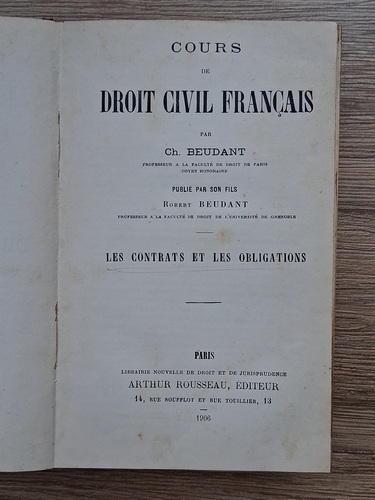 COURS
DE
DROIT CIVIL FRANÇAIS
PAR
Ch. BEUDANT
PROFESSEUR A LA FACULTÉ DE DROIT DE PARIS
DOYEN HONORAIRE
PUBLIÉ PAR SON FILS
ROBERT BEUDANT
PROFESSEUR A LA FACULTÉ DE DROIT DE L'UNIVERSITÉ DE GRENOBLE
LES CONTRATS ET LES OBLIGATIONS
PARIS
LIBRAIRIE NOUVELLE DE DROIT ET DE JURISPRUDENCE
ARTHUR ROUSSEAU, ÉDITEUR
14, RUE SOUFFLOT ET RUE TOULLIER, 13
1906